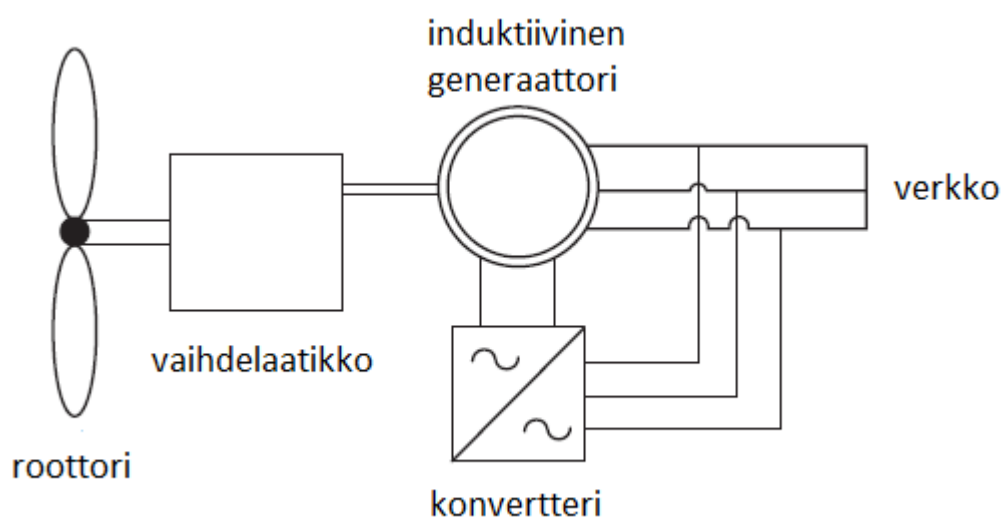 induktiivinen
generaattori
verkko
vaihdelaatikko
roottori
konvertteri